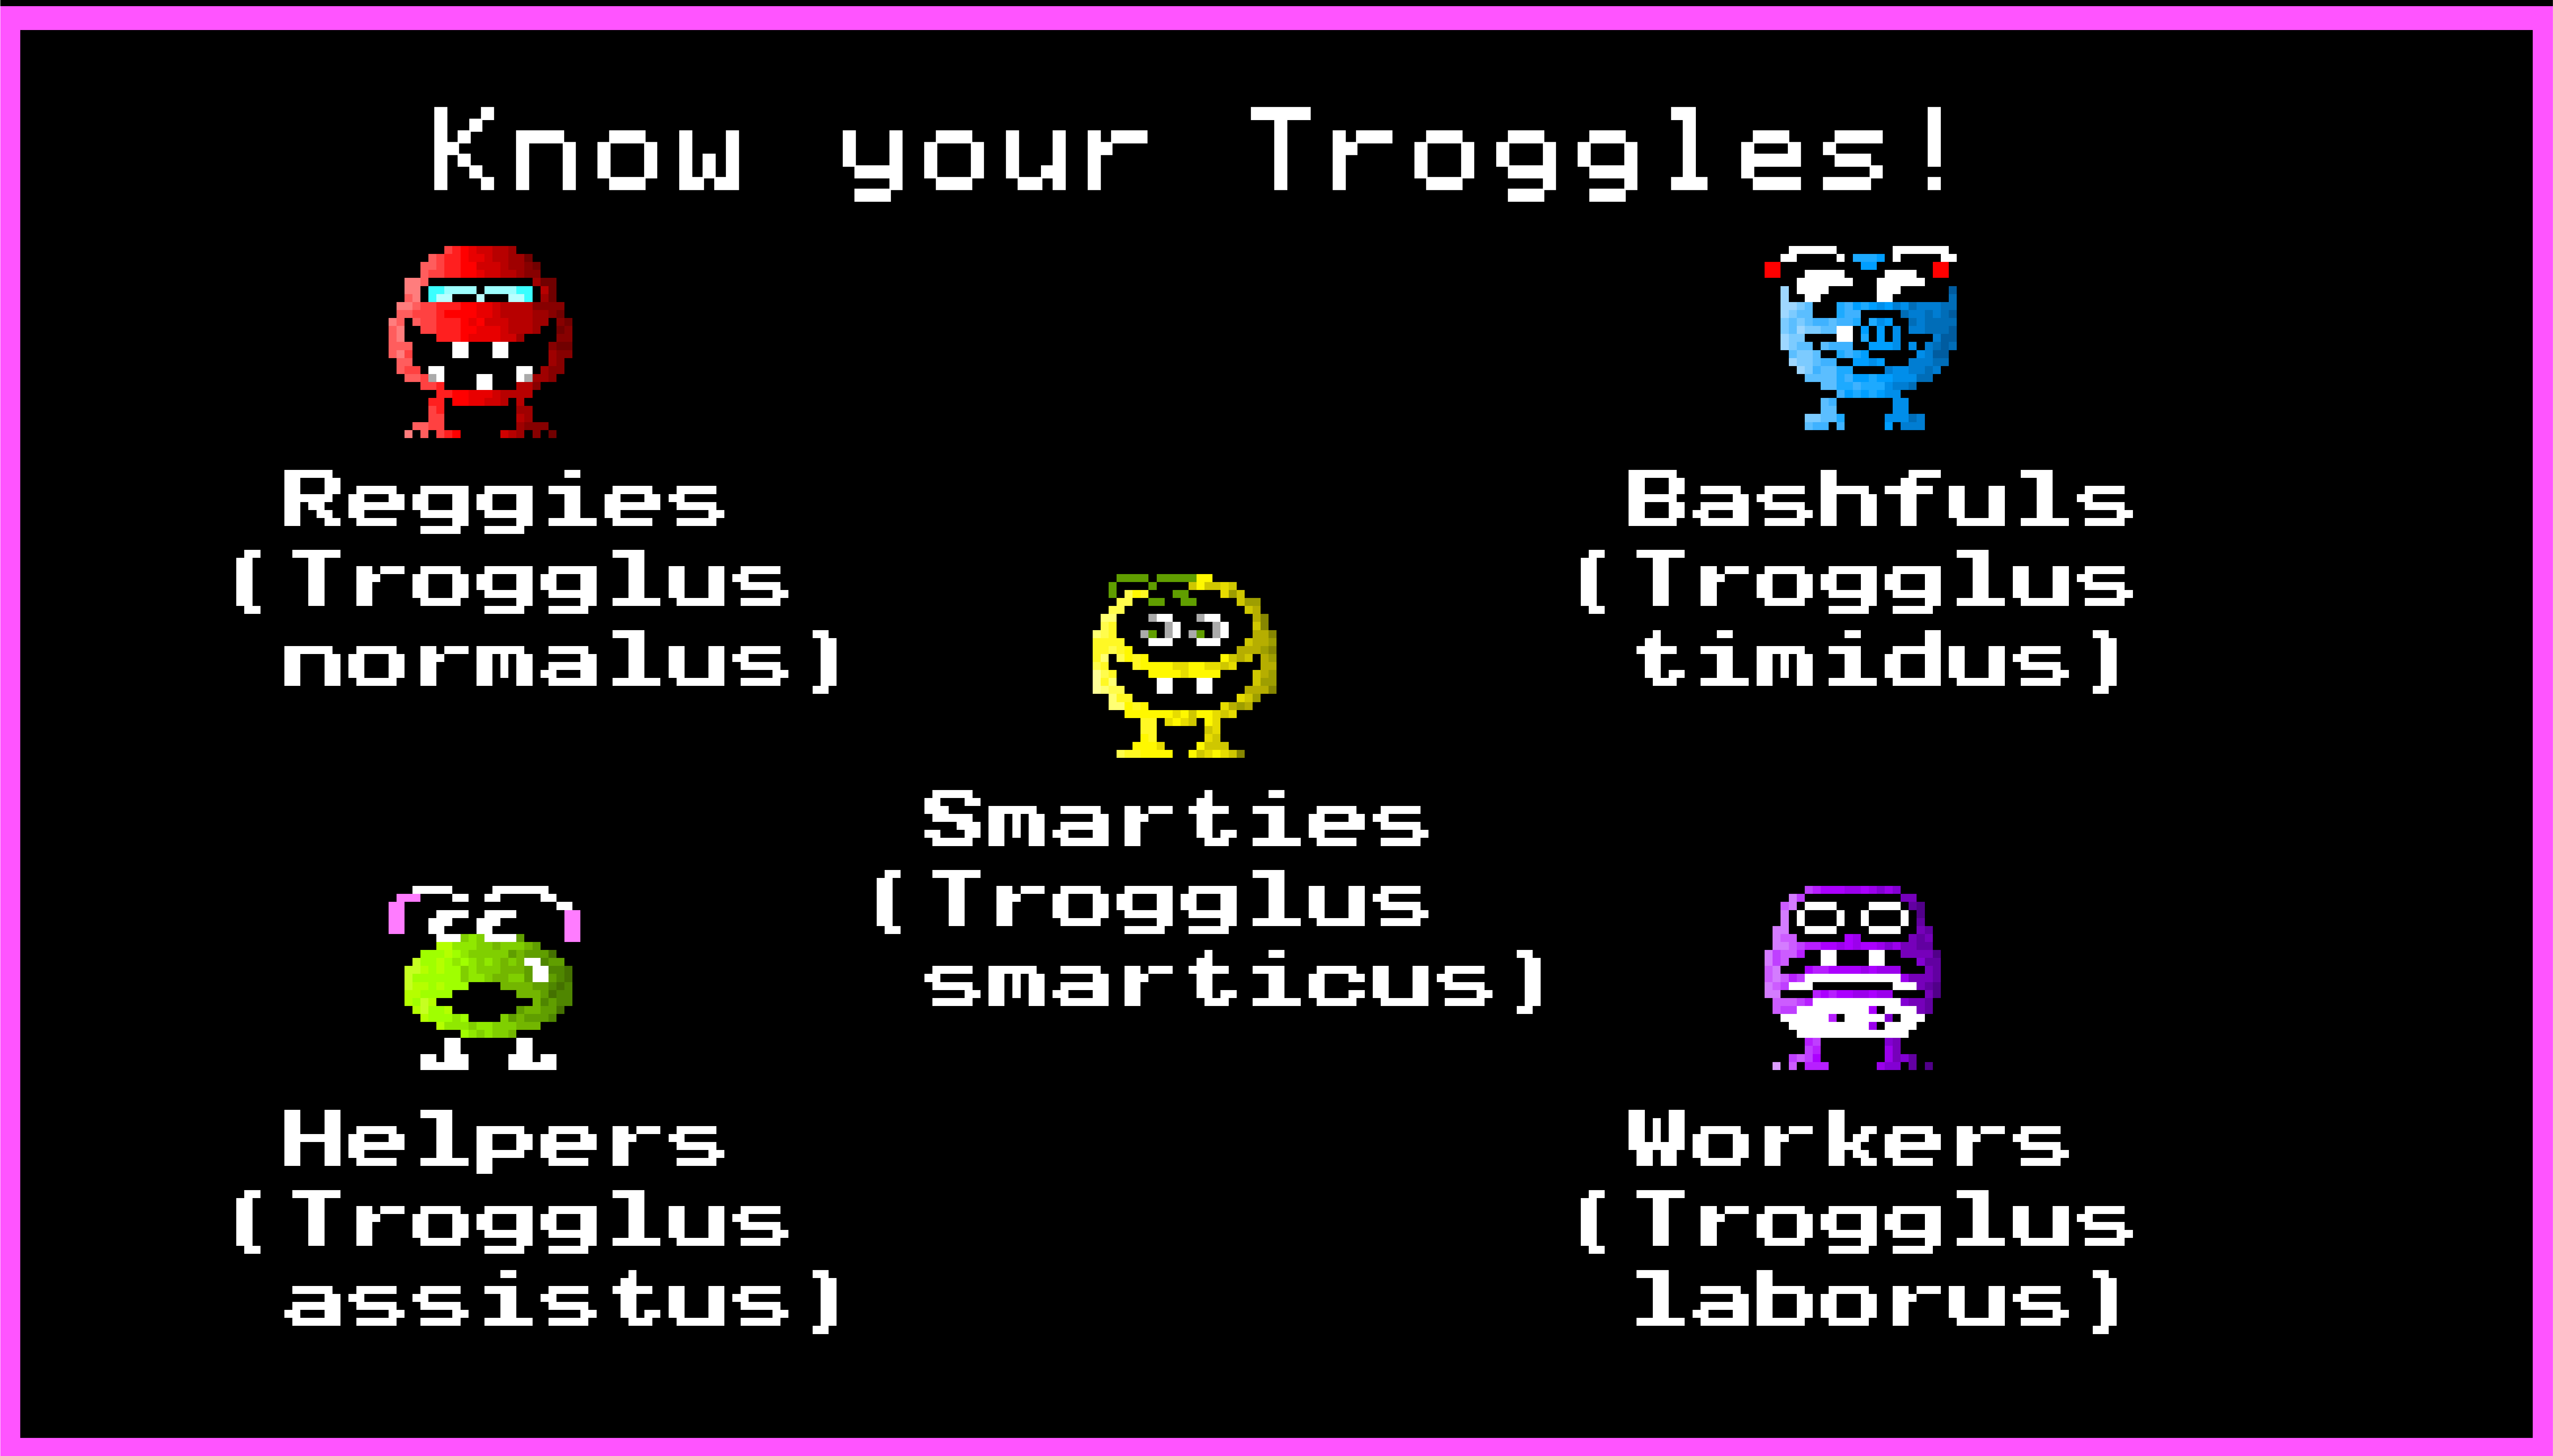 Know your Troggles!
Reggies
(Trogglus
normalus)
Bashfuls
(Trogglus
timidus)
Smarties
(Trogglus
smarticus)
Helpers
(Trogglus
assistus)
Workers
(Trogglus
laborus)